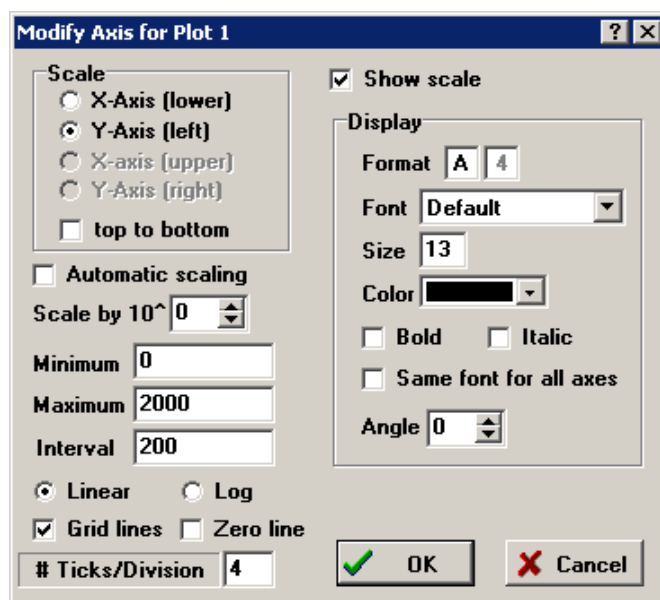 Modify Axis for Plot 1
Scale
X-Axis (lower)
Y-Axis (left)
X-axis (upper)
Y-Axis (right)
top to bottom
Automatic scaling
Scale by 10^ 0
Minimum 0
Maximum 2000
Interval 200
Linear Log
Grid lines Zero line
# Ticks/Division 4
Show scale
Display
Format A 4
Font Default
Size 13
Color
Bold Italic
Same font for all axes
Angle 0
OK Cancel